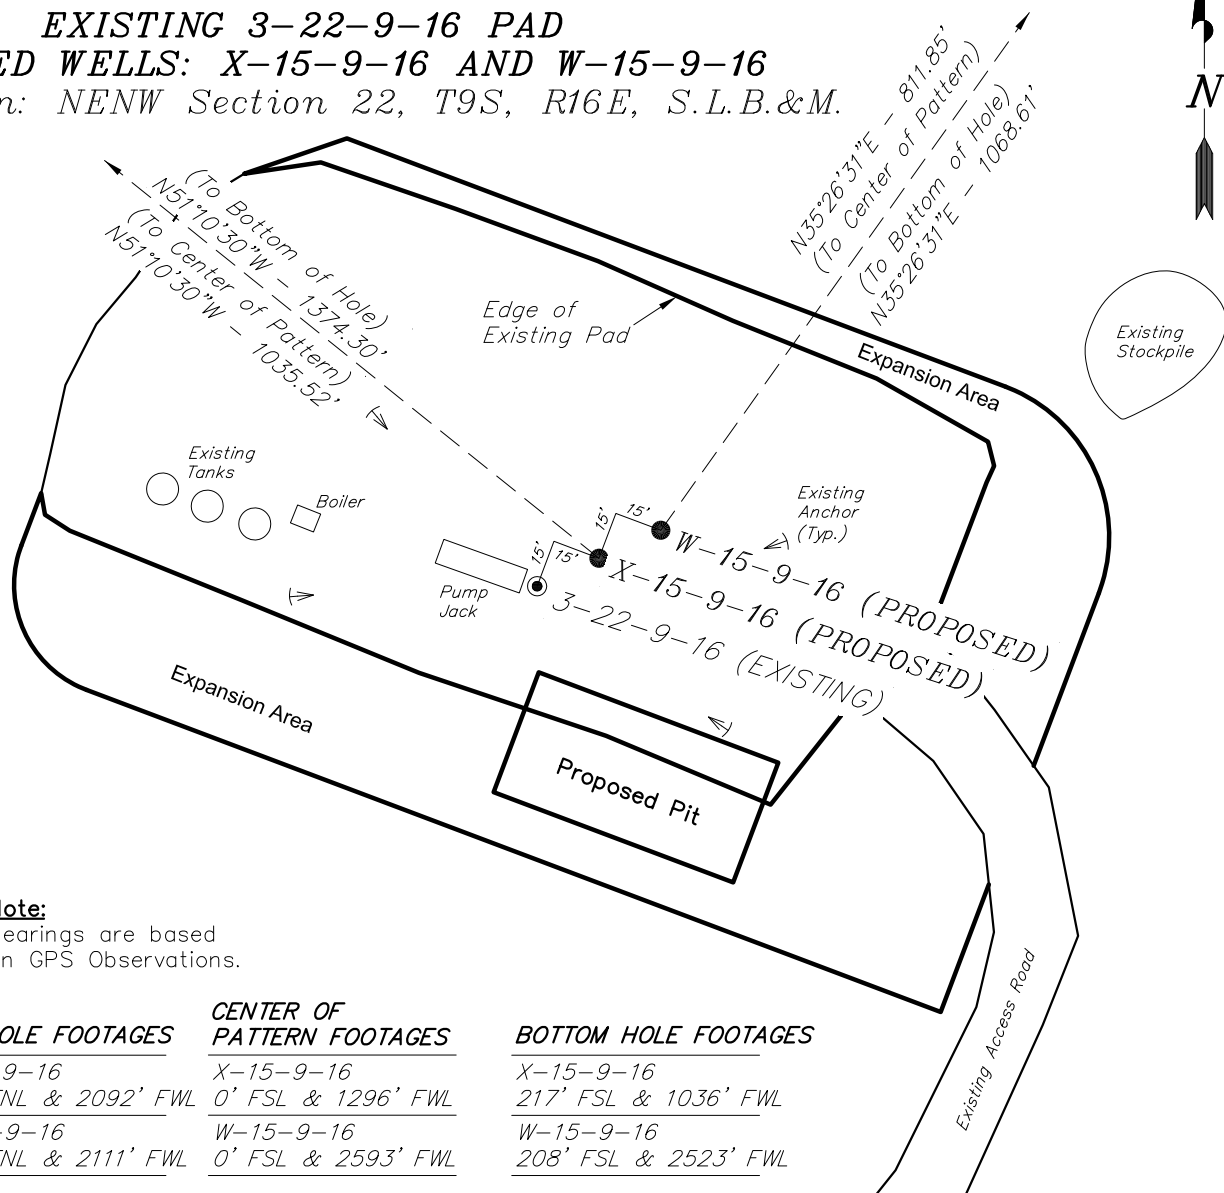 EXISTING 3-22-9-16 PAD
ED WELLS: X-15-9-16 AND W-15-9-16
n: NENW Section 22, T9S, R16E, S.L.B.&M.
N
(To Bottom of Hole)
N51°10'30"W - 1374.30'
(To Center of Pattern)
N51°10'30"W - 1035.52'
N35°26'31"E - 811.85'
(To Center of Pattern)
(To Bottom of Hole)
N35°26'31"E - 1068.61'
Edge of
Existing Pad
Expansion Area
Existing
Stockpile
Existing
Tanks
Boiler
Existing
Anchor
(Typ.)
15'
15'
15'
15'
Pump
Jack
W-15-9-16 (PROPOSED)
X-15-9-16 (PROPOSED)
3-22-9-16 (EXISTING)
Expansion Area
Proposed Pit
Existing Access Road
Note:
earings are based
n GPS Observations.
OLE FOOTAGES
-9-16
NL & 2092' FWL
-9-16
NL & 2111' FWL
CENTER OF
PATTERN FOOTAGES
X-15-9-16
0' FSL & 1296' FWL
W-15-9-16
0' FSL & 2593' FWL
BOTTOM HOLE FOOTAGES
X-15-9-16
217' FSL & 1036' FWL
W-15-9-16
208' FSL & 2523' FWL